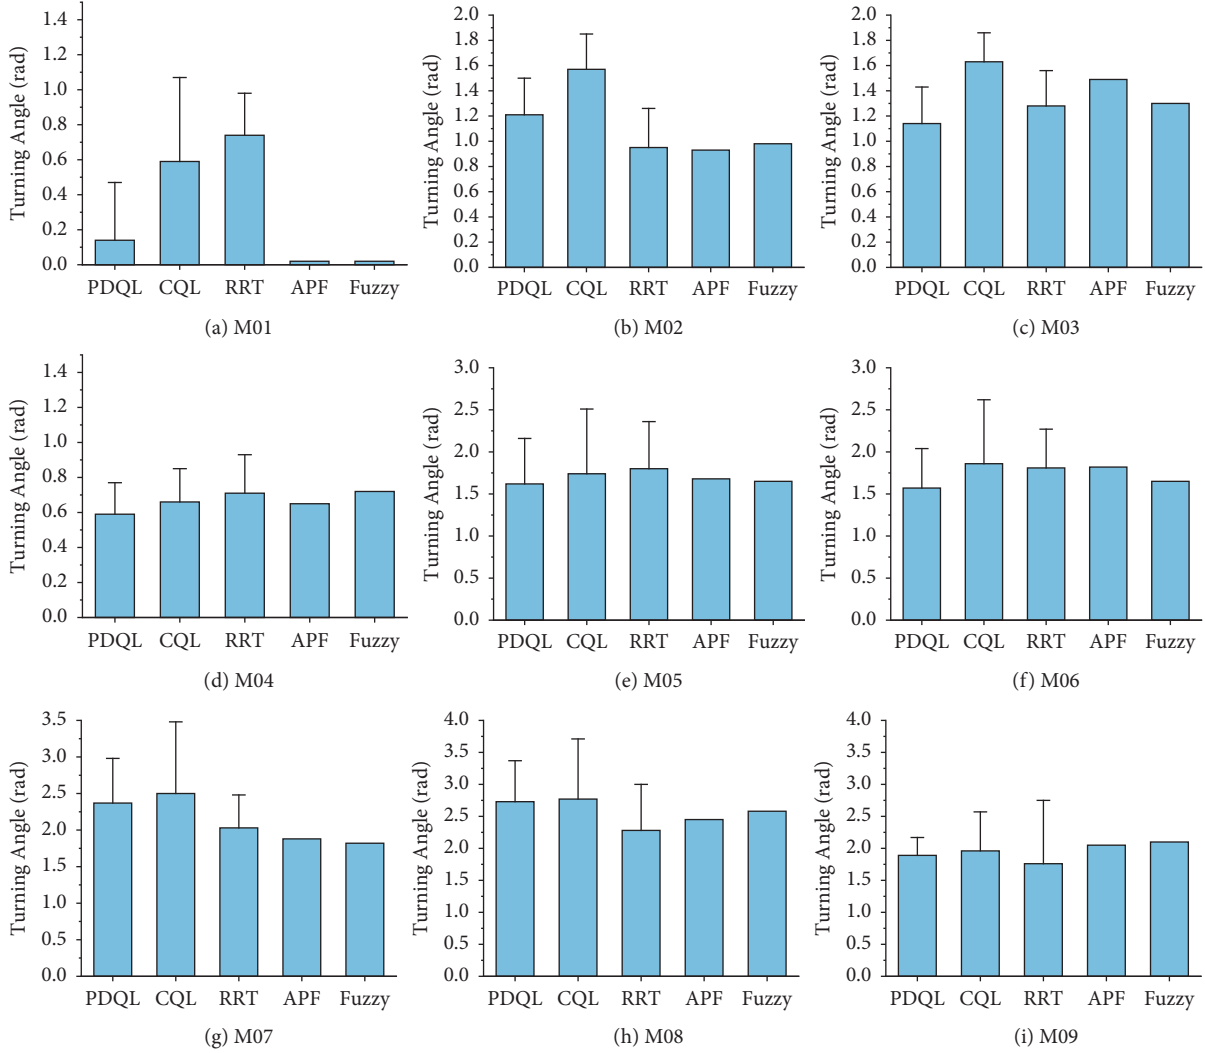 Turning Angle (rad)
1.4
1.2
1.0
0.8
0.6
0.4
0.2
0.0
PDQL CQL RRT APF Fuzzy
(a) M01
Turning Angle (rad)
2.0
1.8
1.6
1.4
1.2
1.0
0.8
0.6
0.4
0.2
0.0
PDQL CQL RRT APF Fuzzy
(b) M02
Turning Angle (rad)
2.0
1.8
1.6
1.4
1.2
1.0
0.8
0.6
0.4
0.2
0.0
PDQL CQL RRT APF Fuzzy
(c) M03
Turning Angle (rad)
1.4
1.2
1.0
0.8
0.6
0.4
0.2
0.0
PDQL CQL RRT APF Fuzzy
(d) M04
Turning Angle (rad)
3.0
2.5
2.0
1.5
1.0
0.5
0.0
PDQL CQL RRT APF Fuzzy
(e) M05
Turning Angle (rad)
3.0
2.5
2.0
1.5
1.0
0.5
0.0
PDQL CQL RRT APF Fuzzy
(f) M06
Turning Angle (rad)
3.5
3.0
2.5
2.0
1.5
1.0
0.5
0.0
PDQL CQL RRT APF Fuzzy
(g) M07
Turning Angle (rad)
4.0
3.5
3.0
2.5
2.0
1.5
1.0
0.5
0.0
PDQL CQL RRT APF Fuzzy
(h) M08
Turning Angle (rad)
4.0
3.5
3.0
2.5
2.0
1.5
1.0
0.5
0.0
PDQL CQL RRT APF Fuzzy
(i) M09